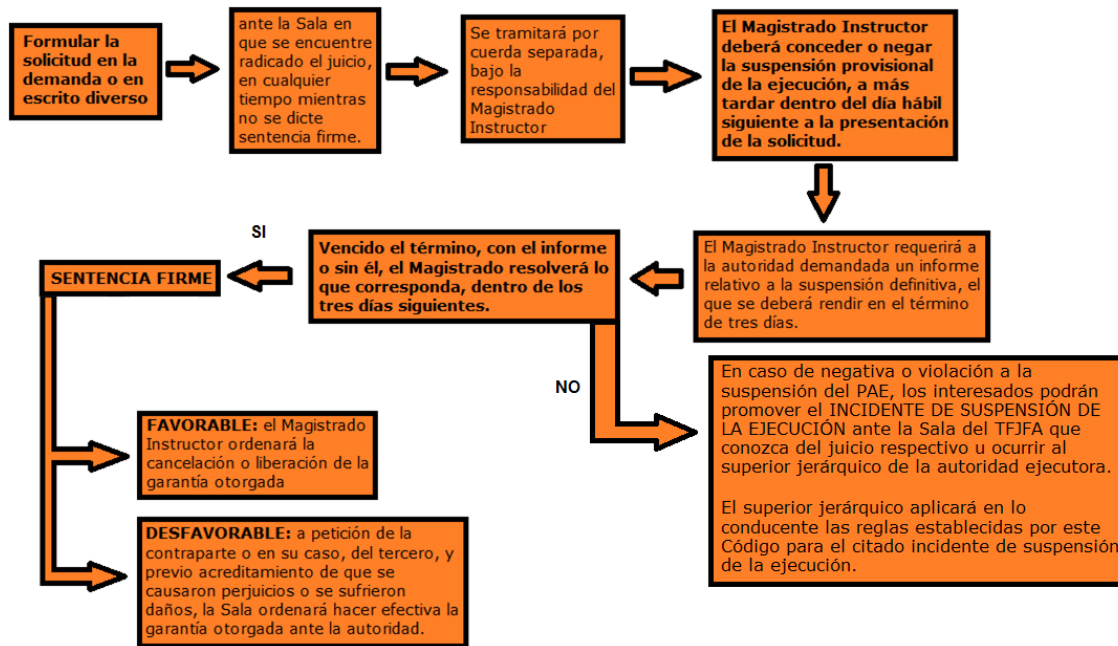 Formular la
solicitud en la
demanda o en
escrito diverso
ante la Sala en
que se encuentre
radicado el juicio,
en cualquier
tiempo mientras
no se dicte
sentencia firme.
Se tramitará por
cuerda separada,
bajo la
responsabilidad del
Magistrado
Instructor
El Magistrado Instructor
deberá conceder o negar
la suspensión provisional
de la ejecución, a más
tardar dentro del día hábil
siguiente a la presentación
de la solicitud.
El Magistrado Instructor requerirá a
la autoridad demandada un informe
relativo a la suspensión definitiva, el
que se deberá rendir en el término
de tres días.
Vencido el término, con el informe
o sin él, el Magistrado resolverá lo
que corresponda, dentro de los
tres días siguientes.
SI
SENTENCIA FIRME
NO
En caso de negativa o violación a la
suspensión del PAE, los interesados podrán
promover el INCIDENTE DE SUSPENSIÓN DE
LA EJECUCIÓN ante la Sala del TFJFA que
conozca del juicio respectivo u ocurrir al
superior jerárquico de la autoridad ejecutora.
El superior jerárquico aplicará en lo
conducente las reglas establecidas por este
Código para el citado incidente de suspensión
de la ejecución.
FAVORABLE: el Magistrado
Instructor ordenará la
cancelación o liberación de la
garantía otorgada
DESFAVORABLE: a petición de la
contraparte o en su caso, del tercero, y
previo acreditamiento de que se
causaron perjuicios o se sufrieron
daños, la Sala ordenará hacer efectiva la
garantía otorgada ante la autoridad.